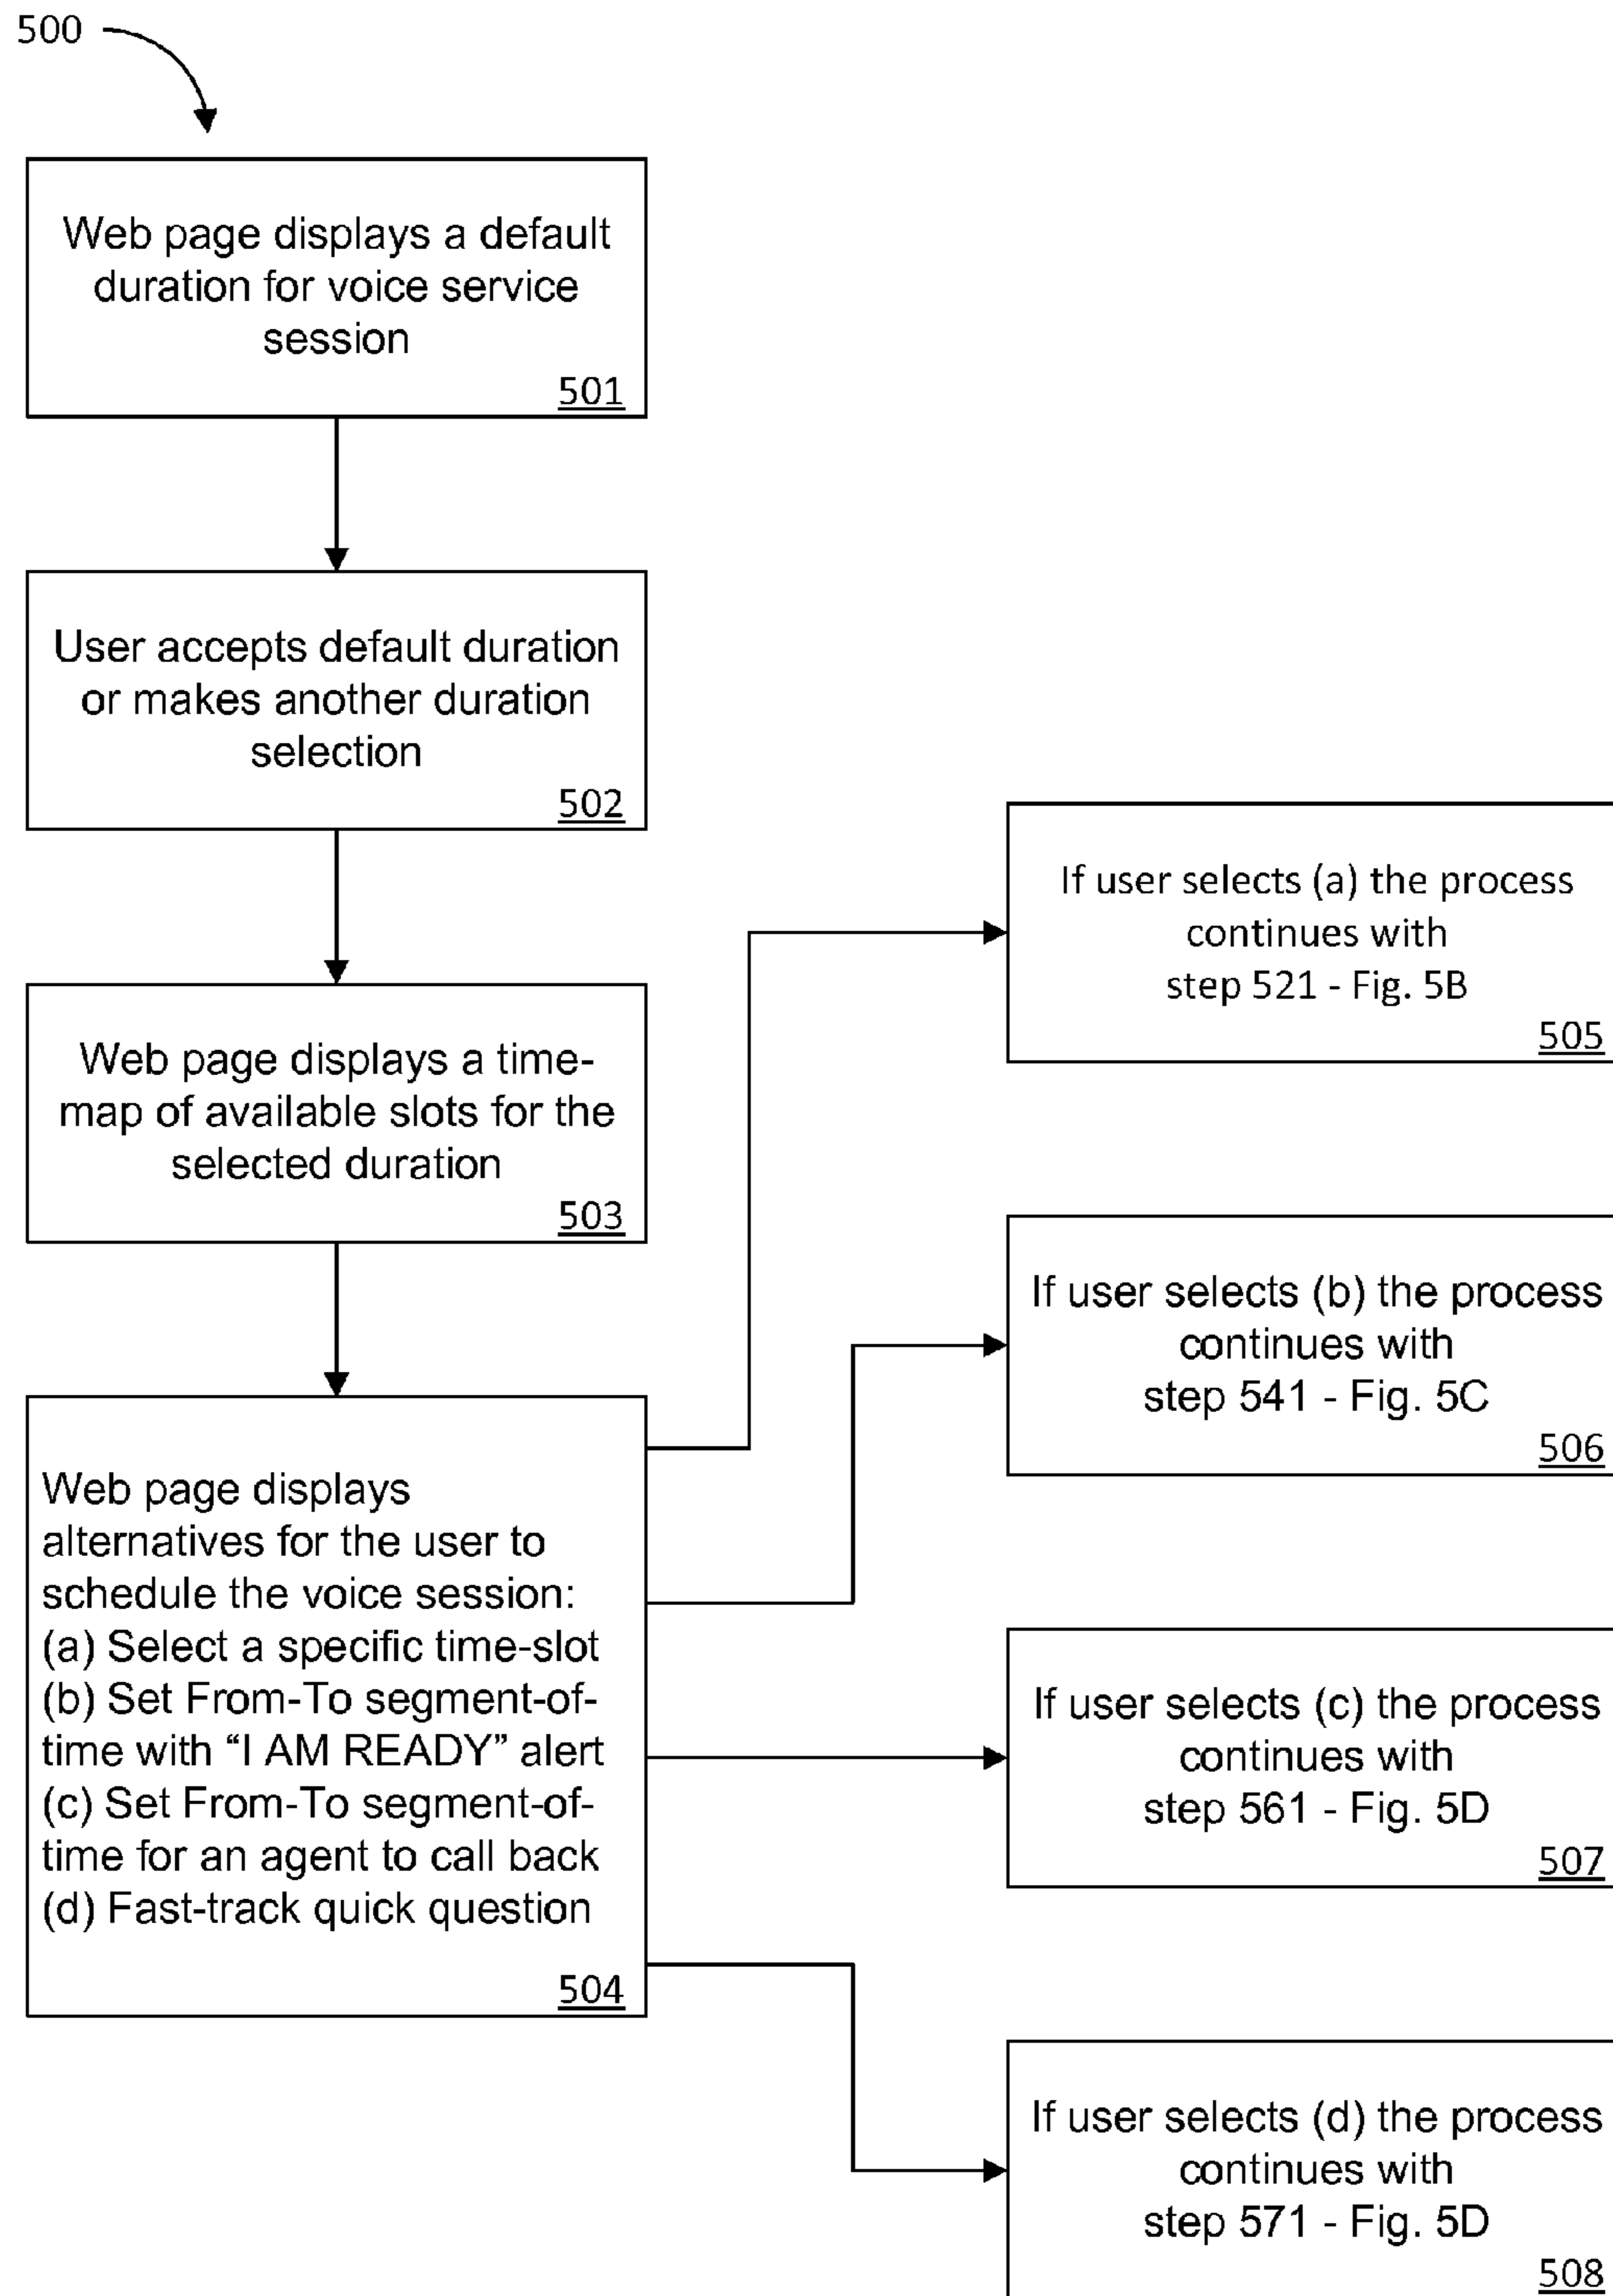 500
Web page displays a default
duration for voice service
session
501
User accepts default duration
or makes another duration
selection
502
Web page displays a time-
map of available slots for the
selected duration
503
Web page displays
alternatives for the user to
schedule the voice session:
(a) Select a specific time-slot
(b) Set From-To segment-of-
time with “I AM READY” alert
(c) Set From-To segment-of-
time for an agent to call back
(d) Fast-track quick question
504
If user selects (a) the process
continues with
step 521 - Fig. 5B
505
If user selects (b) the process
continues with
step 541 - Fig. 5C
506
If user selects (c) the process
continues with
step 561 - Fig. 5D
507
If user selects (d) the process
continues with
step 571 - Fig. 5D
508